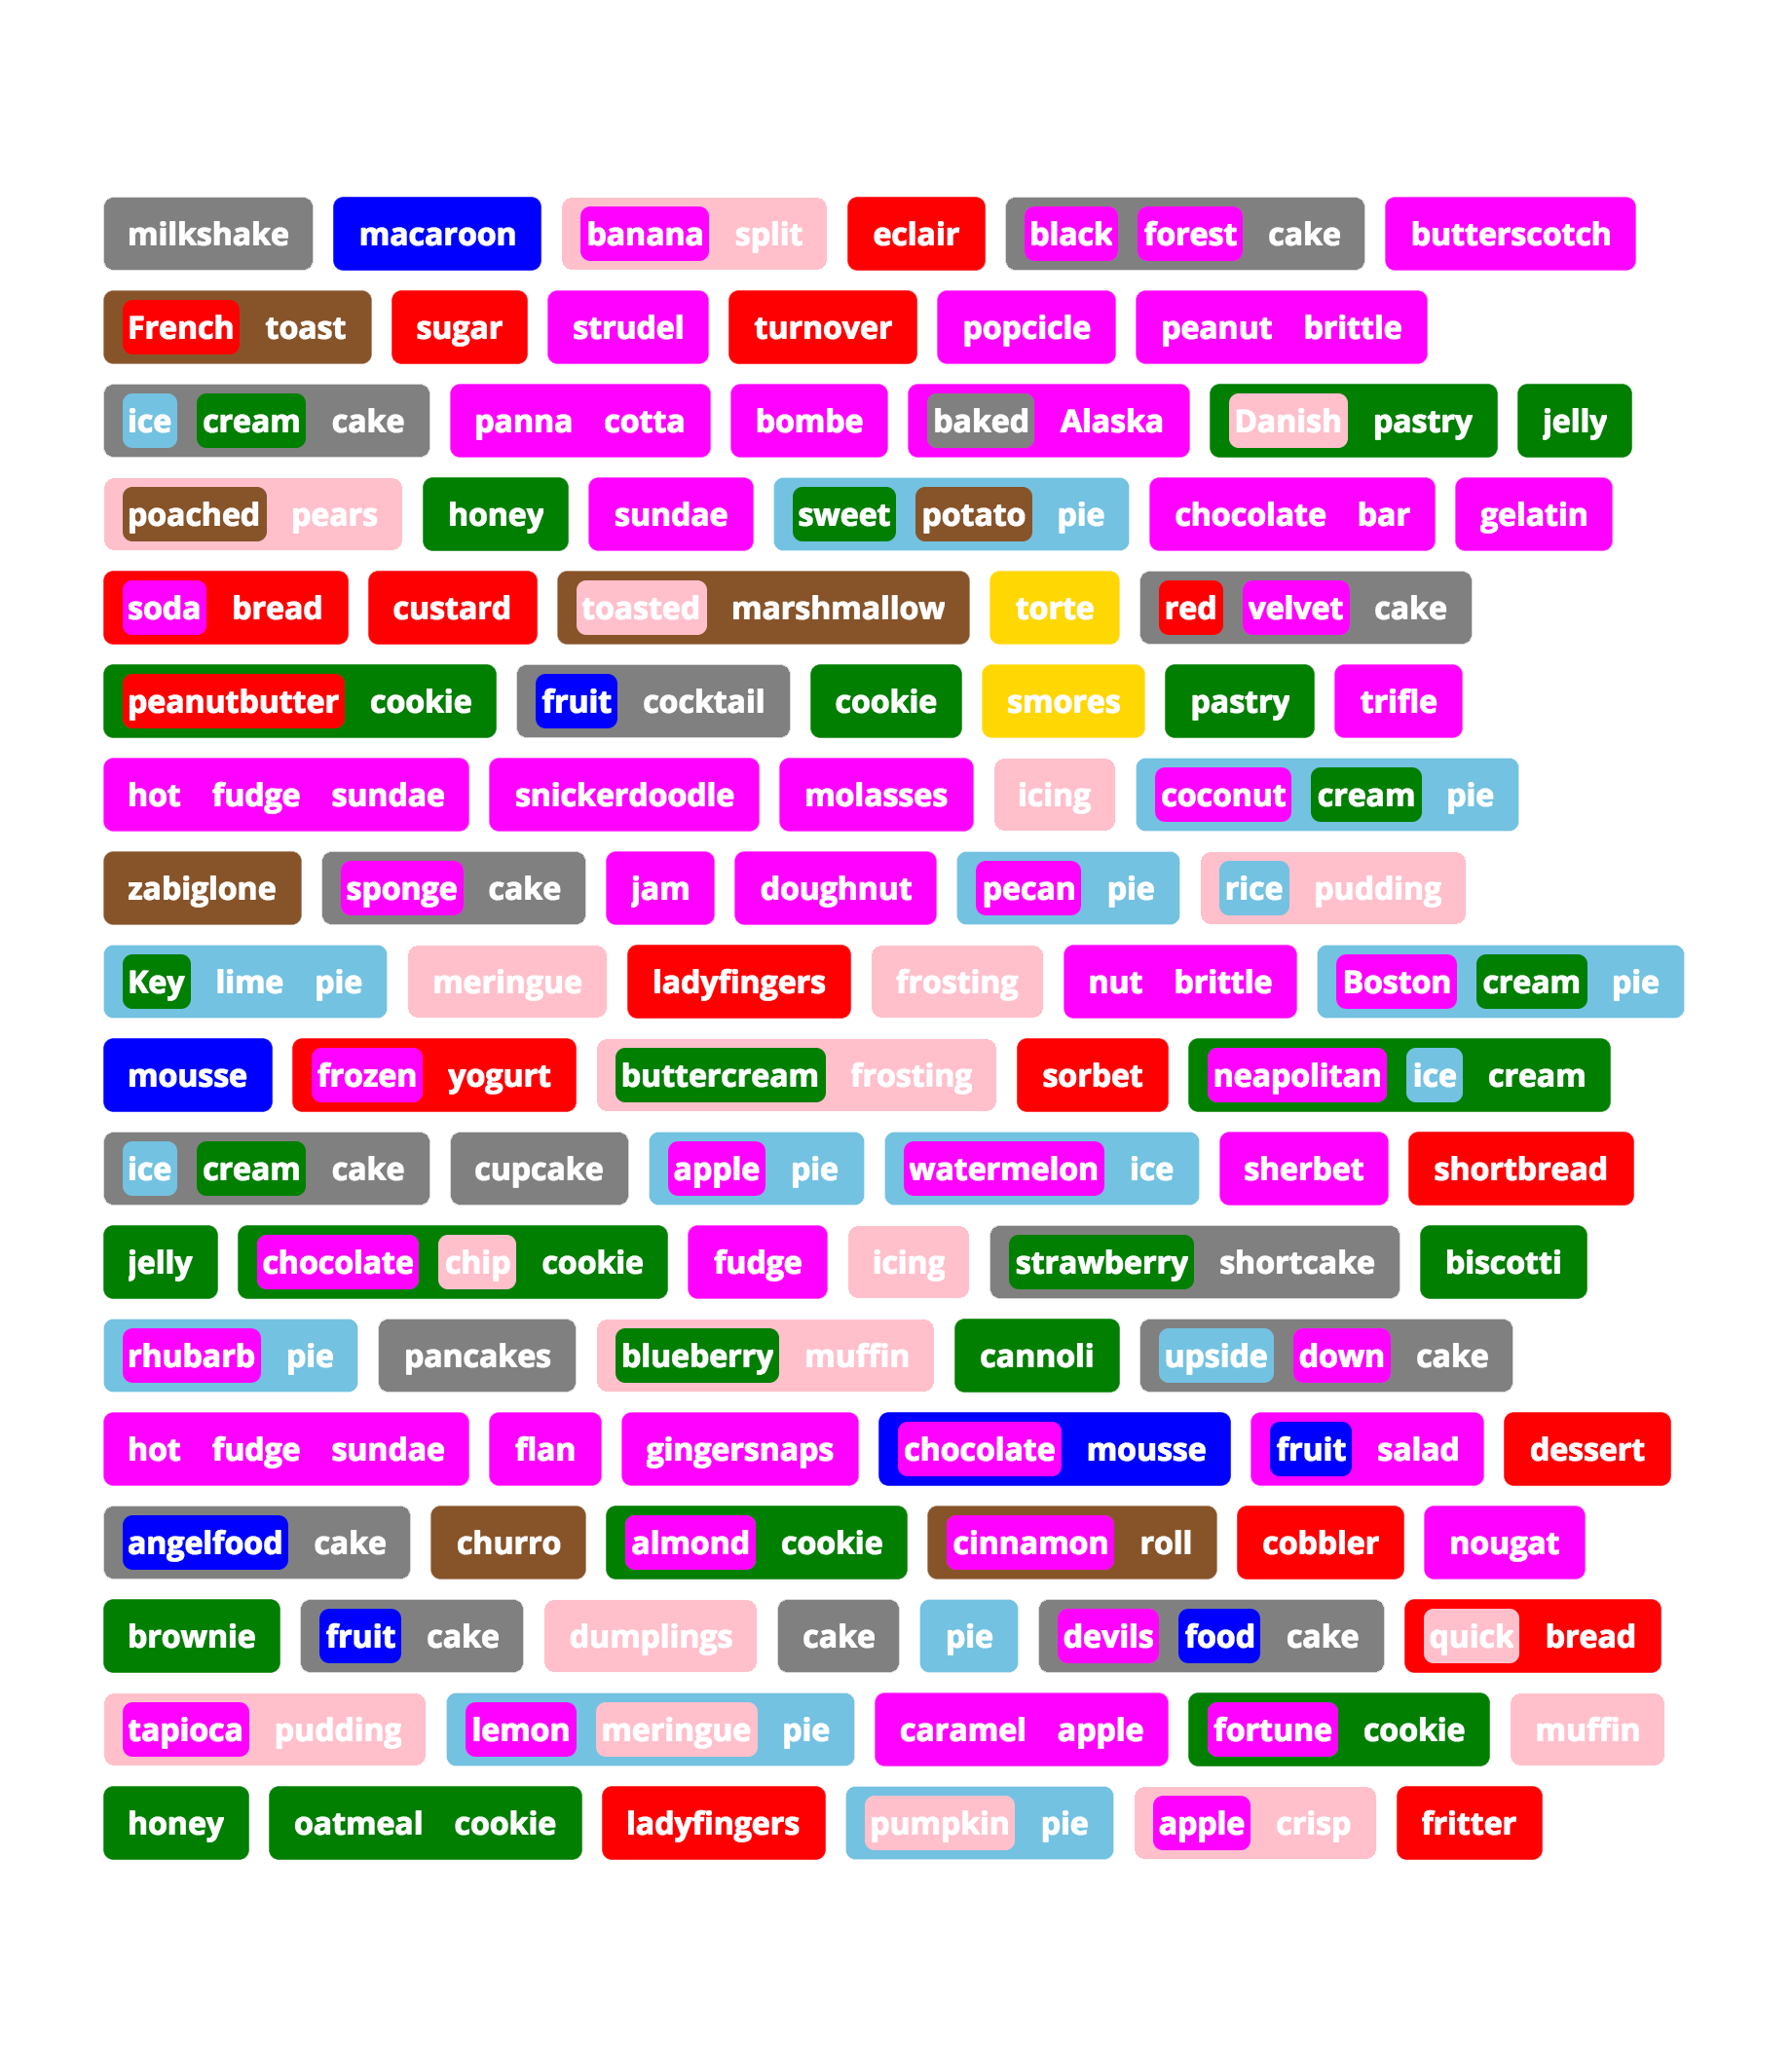 milkshake macaroon banana split eclair black forest cake butterscotch
French toast sugar strudel turnover popcicle peanut brittle
ice cream cake panna cotta bombe baked Alaska Danish pastry jelly
poached pears honey sundae sweet potato pie chocolate bar gelatin
soda bread custard toasted marshmallow torte red velvet cake
peanutbutter cookie fruit cocktail cookie smores pastry trifle
hot fudge sundae snickerdoodle molasses icing coconut cream pie
zabiglone sponge cake jam doughnut pecan pie rice pudding
Key lime pie meringue ladyfingers frosting nut brittle Boston cream pie
mousse frozen yogurt buttercream frosting sorbet neapolitan ice cream
ice cream cake cupcake apple pie watermelon ice sherbet shortbread
jelly chocolate chip cookie fudge icing strawberry shortcake biscotti
rhubarb pie pancakes blueberry muffin cannoli upside down cake
hot fudge sundae flan gingersnaps chocolate mousse fruit salad dessert
angelfood cake churro almond cookie cinnamon roll cobbler nougat
brownie fruit cake dumplings cake pie devils food cake quick bread
tapioca pudding lemon meringue pie caramel apple fortune cookie muffin
honey oatmeal cookie ladyfingers pumpkin pie apple crisp fritter